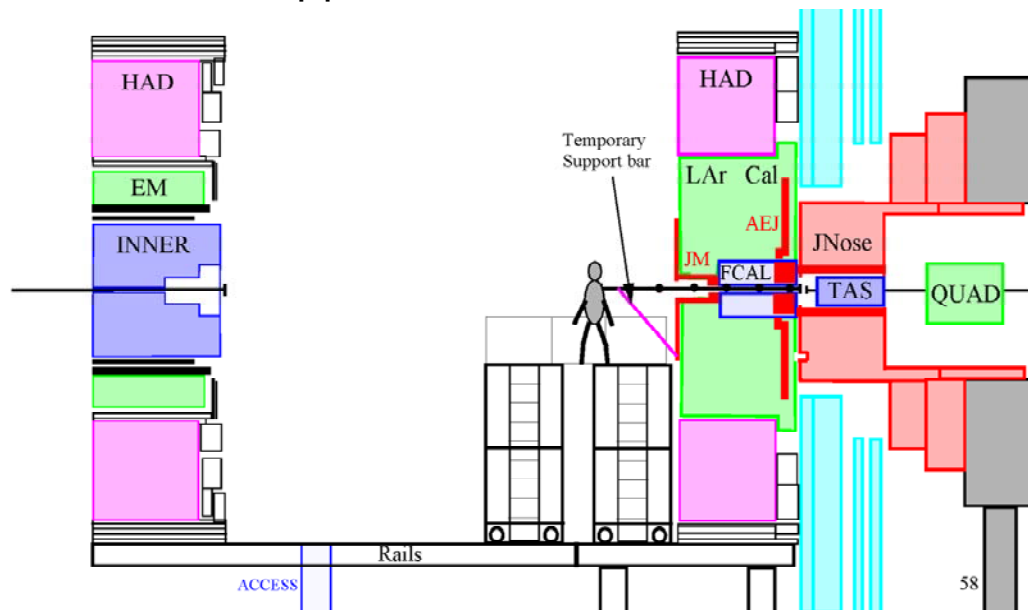 HAD
HAD
Temporary
Support bar
LAr Cal
EM
AEJ
INNER
JM
JNose
FCAL
TAS
QUAD
Rails
ACCESS
58